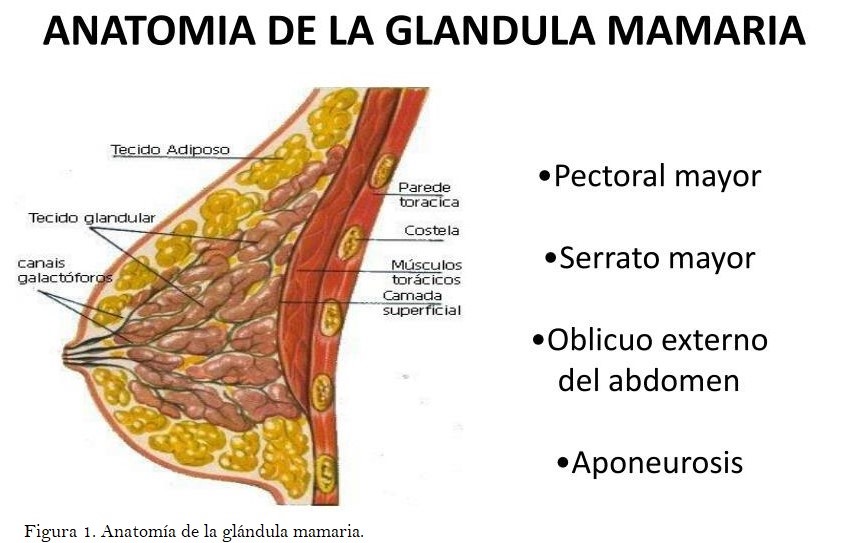 ANATOMIA DE LA GLANDULA MAMARIA
Tecido Adiposo
Tecido glandular
canais
galactóforos
Parede
toracica
Costela
Músculos
torácicos
Camada
superficial
•Pectoral mayor
•Serrato mayor
•Oblicuo externo
del abdomen
•Aponeurosis
Figura 1. Anatomía de la glándula mamaria.